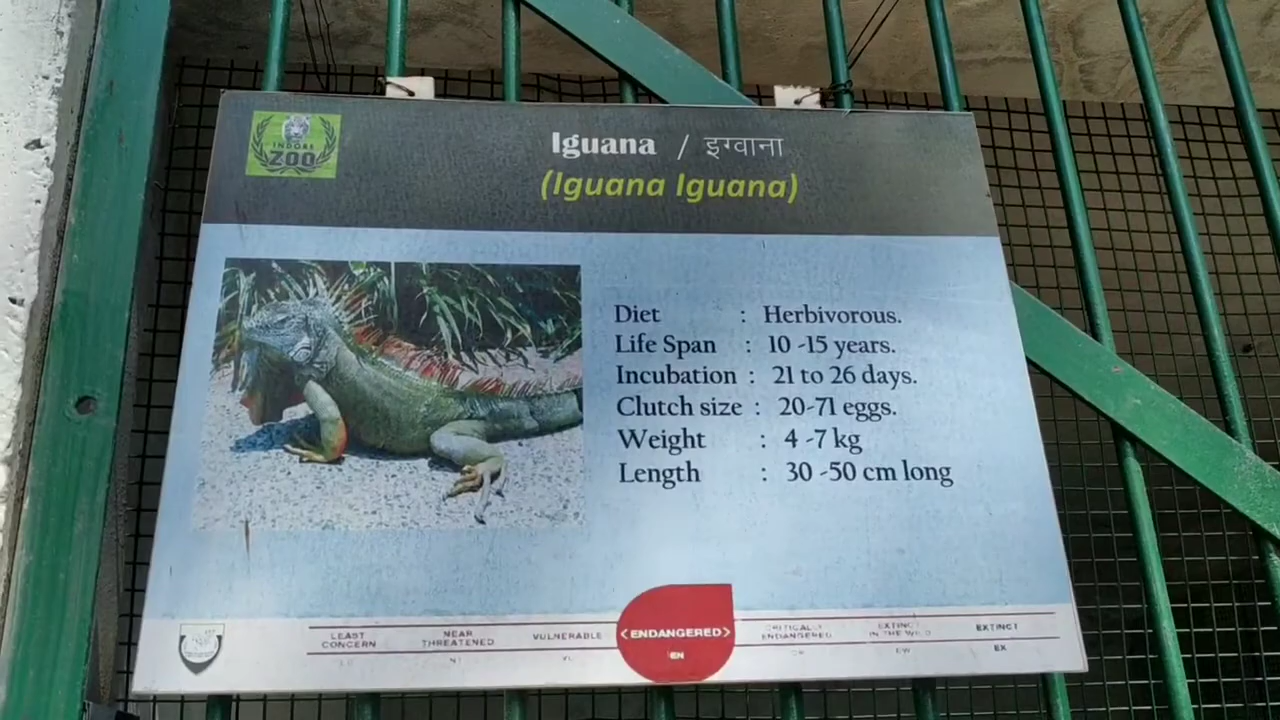 INDORE
ZOO
Iguana / इग्वाना
(Iguana Iguana)
Diet : Herbivorous.
Life Span : 10 -15 years.
Incubation : 21 to 26 days.
Clutch size : 20-71 eggs.
Weight : 4 -7 kg
Length : 30 -50 cm long
LEAST CONCERN
NEAR THREATENED
VULNERABLE
<ENDANGERED>
EN
CRITICALLY ENDANGERED
EXTINCT IN THE WILD
EW
EXTINCT
EX